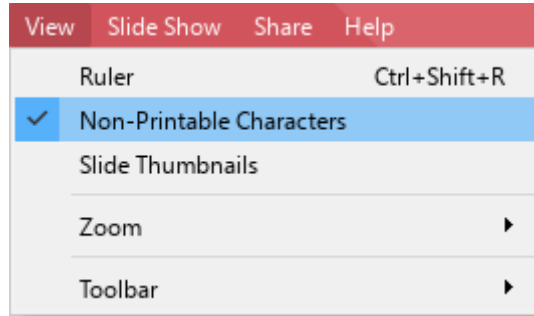 View Slide Show Share Help
Ruler Ctrl+Shift+R
Non-Printable Characters
Slide Thumbnails
Zoom
Toolbar